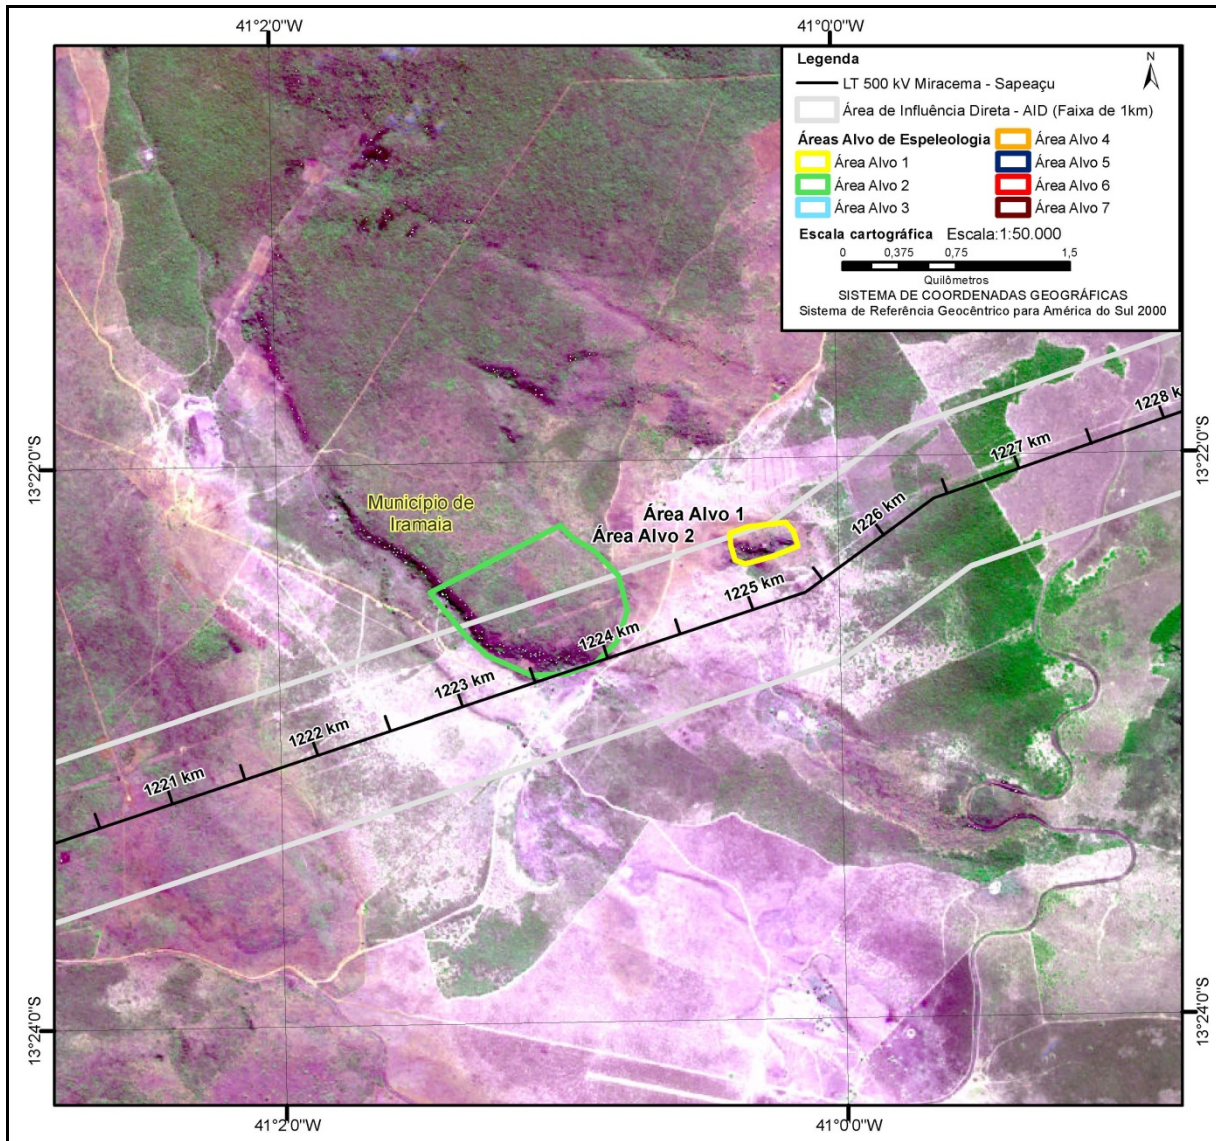 41°2'0"W
41°0'0"W
Legenda
N
LT 500 kV Miracema - Sapeaçu
Área de Influência Direta - AID (Faixa de 1km)
Áreas Alvo de Espeleologia
Área Alvo 1
Área Alvo 2
Área Alvo 3
Área Alvo 4
Área Alvo 5
Área Alvo 6
Área Alvo 7
Escala cartográfica Escala:1:50.000
0 0,375 0,75 1,5
Quilômetros
SISTEMA DE COORDENADAS GEOGRÁFICAS
Sistema de Referência Geocêntrico para América do Sul 2000
1228 k
13°22'0"S
13°22'0"S
1227 km
Município de
Iramaia
Área Alvo 1
Área Alvo 2
1226 km
1225 km
1224 km
1223 km
1222 km
1221 km
13°24'0"S
13°24'0"S
41°2'0"W
41°0'0"W